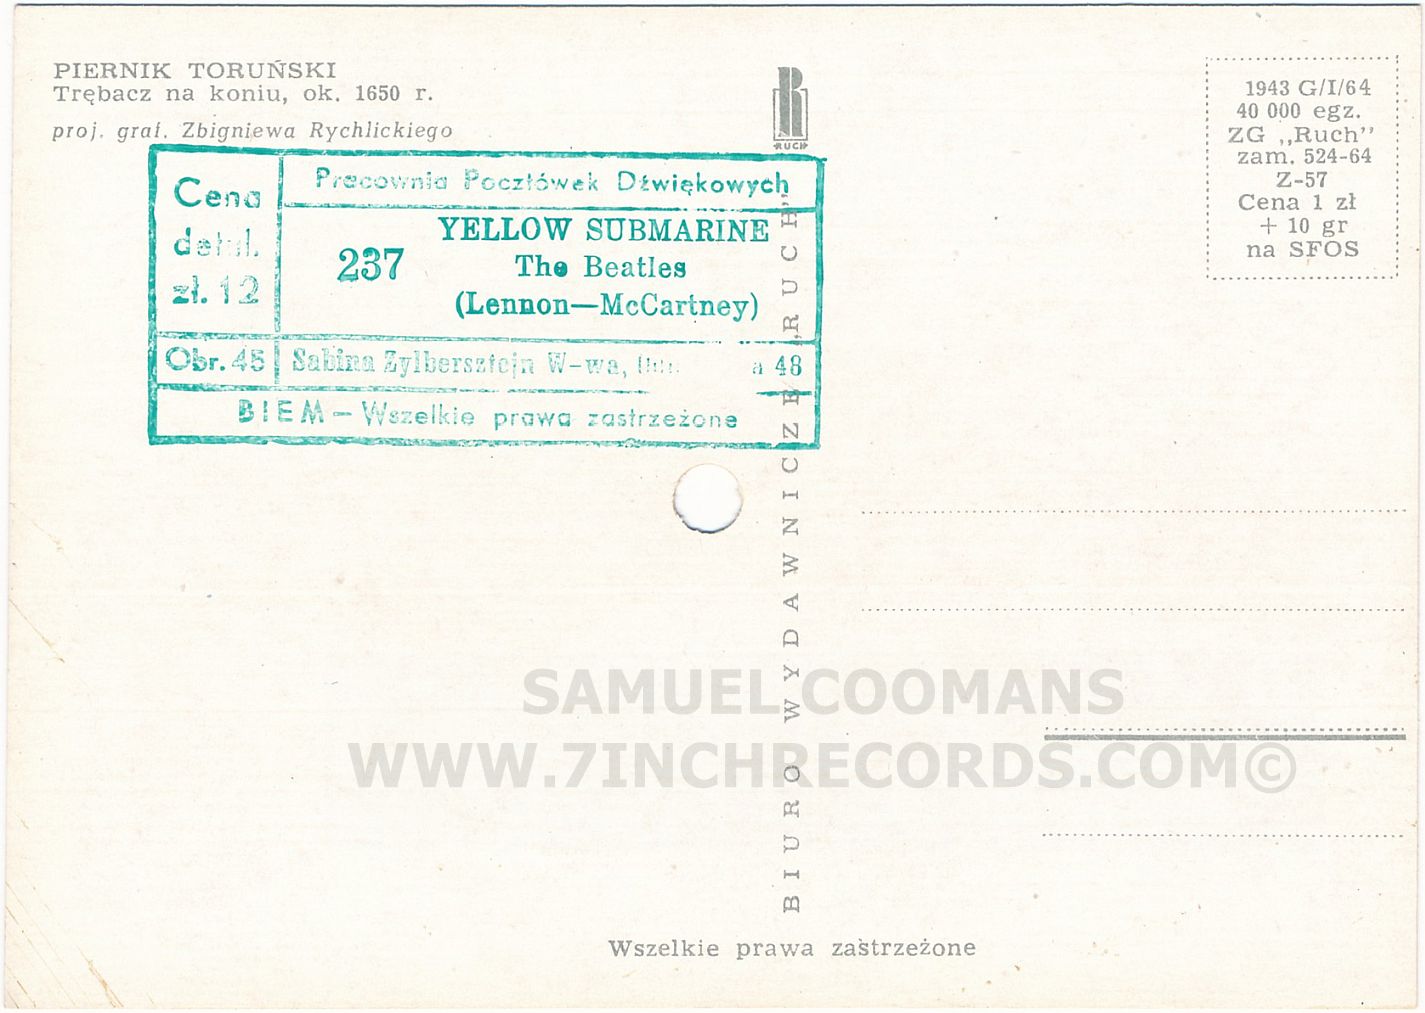 PIERNIK TORUŃSKI
Trębacz na koniu, ok. 1650 r.
proj. graf. Zbigniewa Rychlickiego
RUCH
1943 G/I/64
40 000 egz.
ZG „Ruch”
zam. 524-64
Z-57
Cena 1 zł
+ 10 gr
na SFOS
Cena
detal.
zł. 12
Pracownia Pocztówek Dźwiękowych
237
YELLOW SUBMARINE
The Beatles
(Lennon—McCartney)
Obr. 45
Sabina Zylbersztejn W-wa, a 48
BIEM – Wszelkie prawa zastrzeżone
BIURO WYDAWNICZE „RUCH”
SAMUEL COOMANS
WWW.7INCHRECORDS.COM©
Wszelkie prawa zastrzeżone